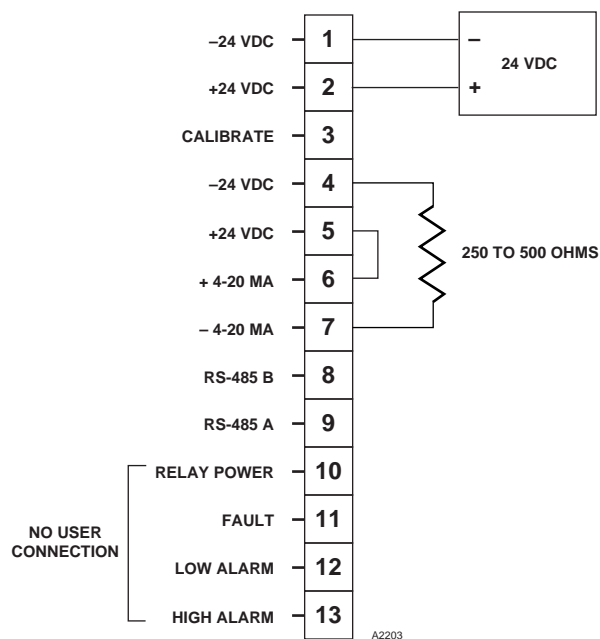 –24 VDC 1 –
24 VDC
+24 VDC 2 +
CALIBRATE 3
–24 VDC 4
+24 VDC 5
250 TO 500 OHMS
+ 4-20 MA 6
– 4-20 MA 7
RS-485 B 8
RS-485 A 9
RELAY POWER 10
FAULT 11
NO USER
CONNECTION
LOW ALARM 12
HIGH ALARM 13
A2203